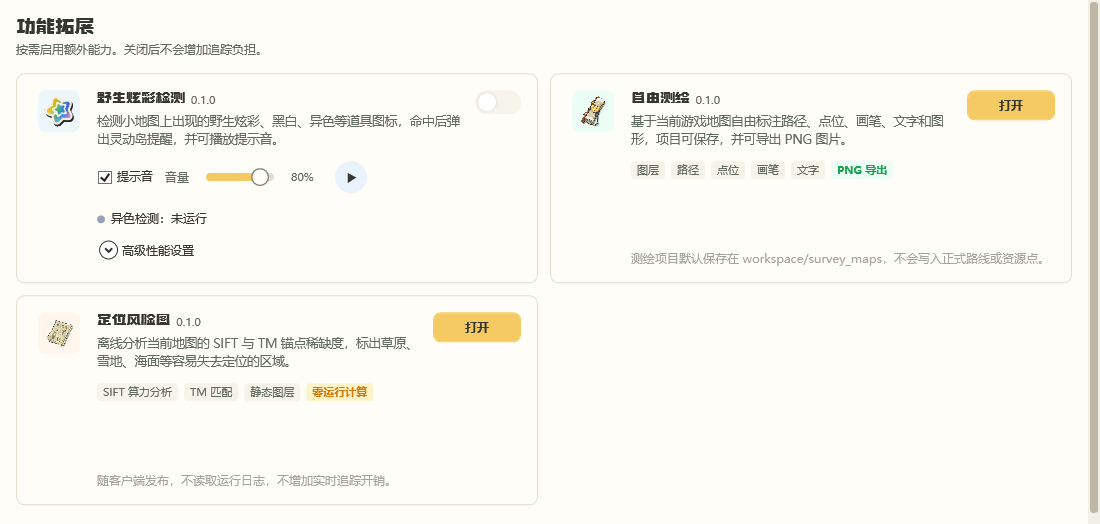 功能拓展
按需启用额外能力。关闭后不会增加追踪负担。
野生炫彩检测 0.1.0
检测小地图上出现的野生炫彩、黑白、异色等道具图标，命中后弹
出灵动岛提醒，并可播放提示音。
提示音 音量 80%
异色检测：未运行
高级性能设置
自由测绘 0.1.0
打开
基于当前游戏地图自由标注路径、点位、画笔、文字和图
形，项目可保存，并可导出 PNG 图片。
图层 路径 点位 画笔 文字 PNG 导出
测绘项目默认保存在 workspace/survey_maps，不会写入正式路线或资源点。
定位风险图 0.1.0
打开
离线分析当前地图的 SIFT 与 TM 锚点稀缺度，标出草原、
雪地、海面等容易失去定位的区域。
SIFT 算力分析 TM 匹配 静态图层 零运行计算
随客户端发布，不读取运行日志，不增加实时追踪开销。